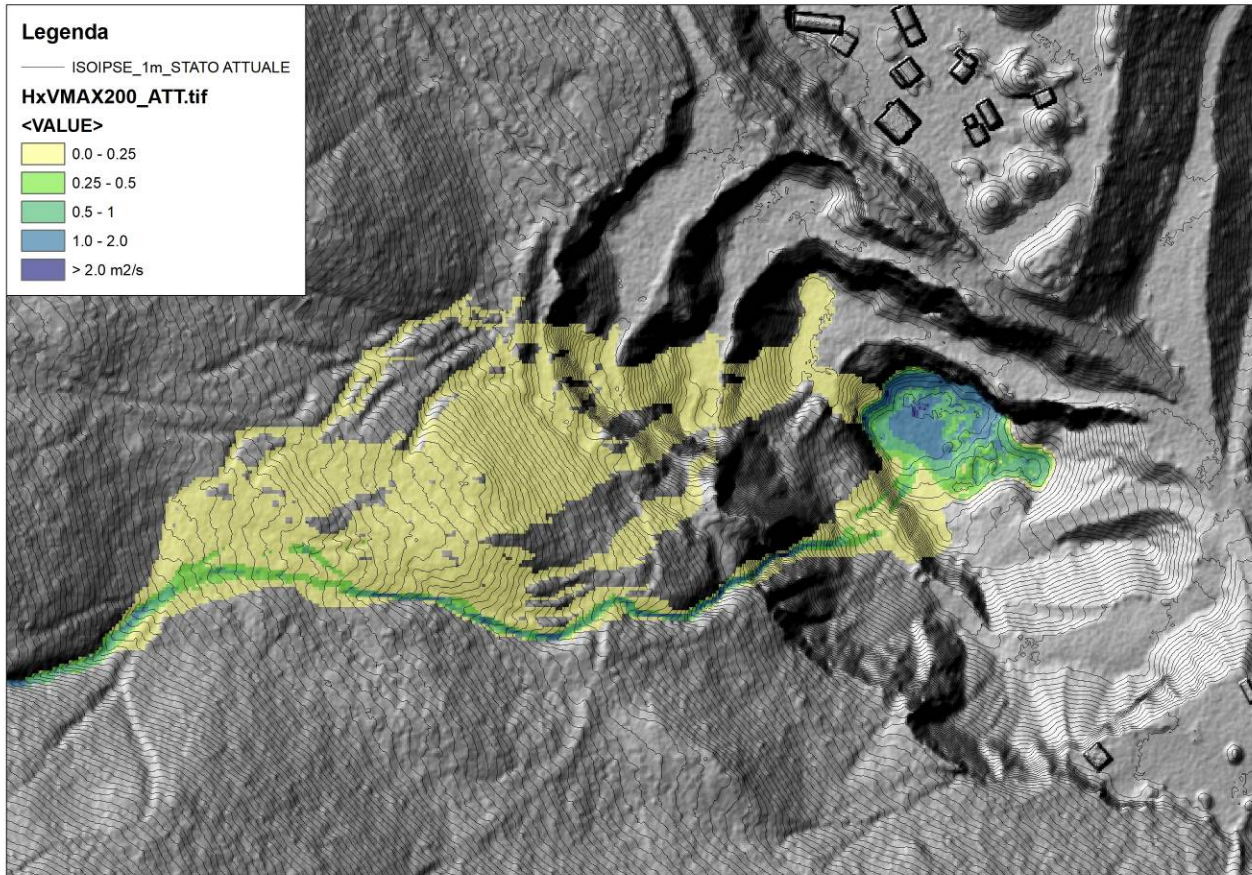 Legenda
ISOIPSE_1m_STATO ATTUALE
HxVMAX200_ATT.tif
<VALUE>
0.0 - 0.25
0.25 - 0.5
0.5 - 1
1.0 - 2.0
> 2.0 m2/s